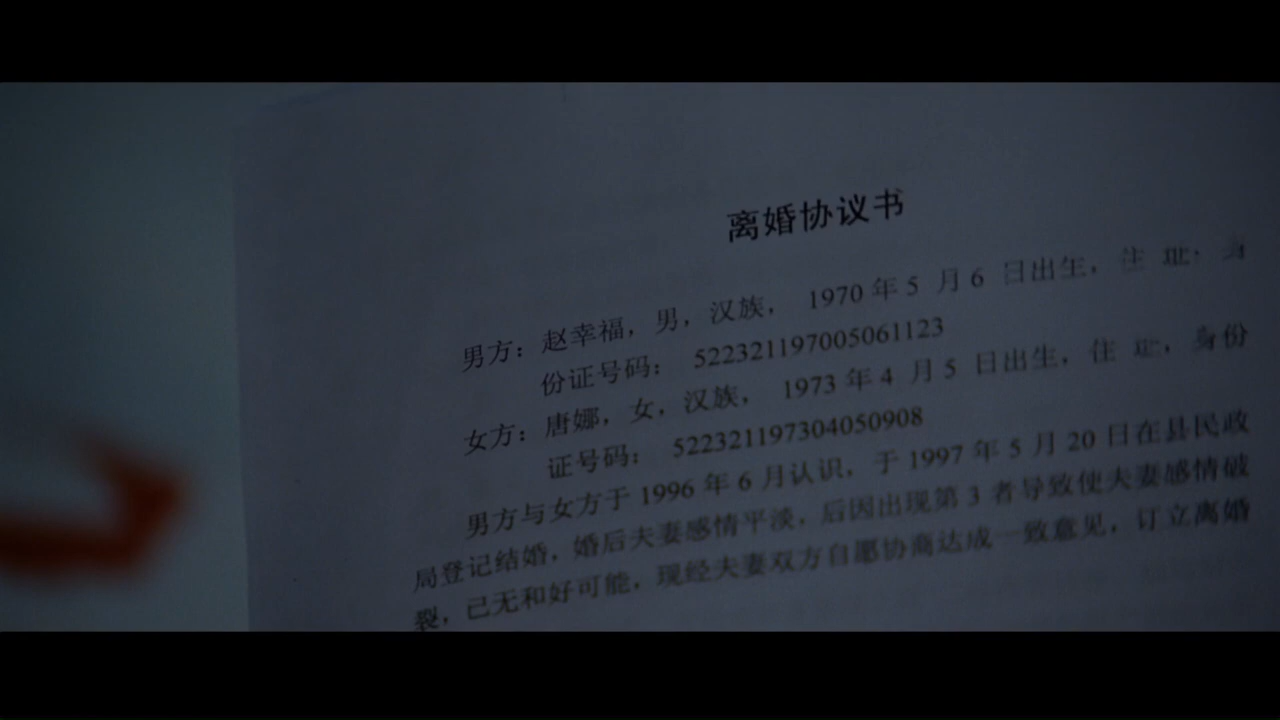 离婚协议书
男方：赵幸福，男，汉族， 1970 年 5 月 6 日出生，住 址：身
份证号码： 522321197005061123
女方：唐娜，女，汉族， 1973 年 4 月 5 日出生，住 址，身份
证号码： 522321197304050908
男方与女方于 1996 年 6 月认识，于 1997 年 5 月 20 日在县民政
局登记结婚，婚后夫妻感情平淡，后因出现第 3 者导致使夫妻感情破
裂，已无和好可能，现经夫妻双方自愿协商达成一致意见，订立离婚